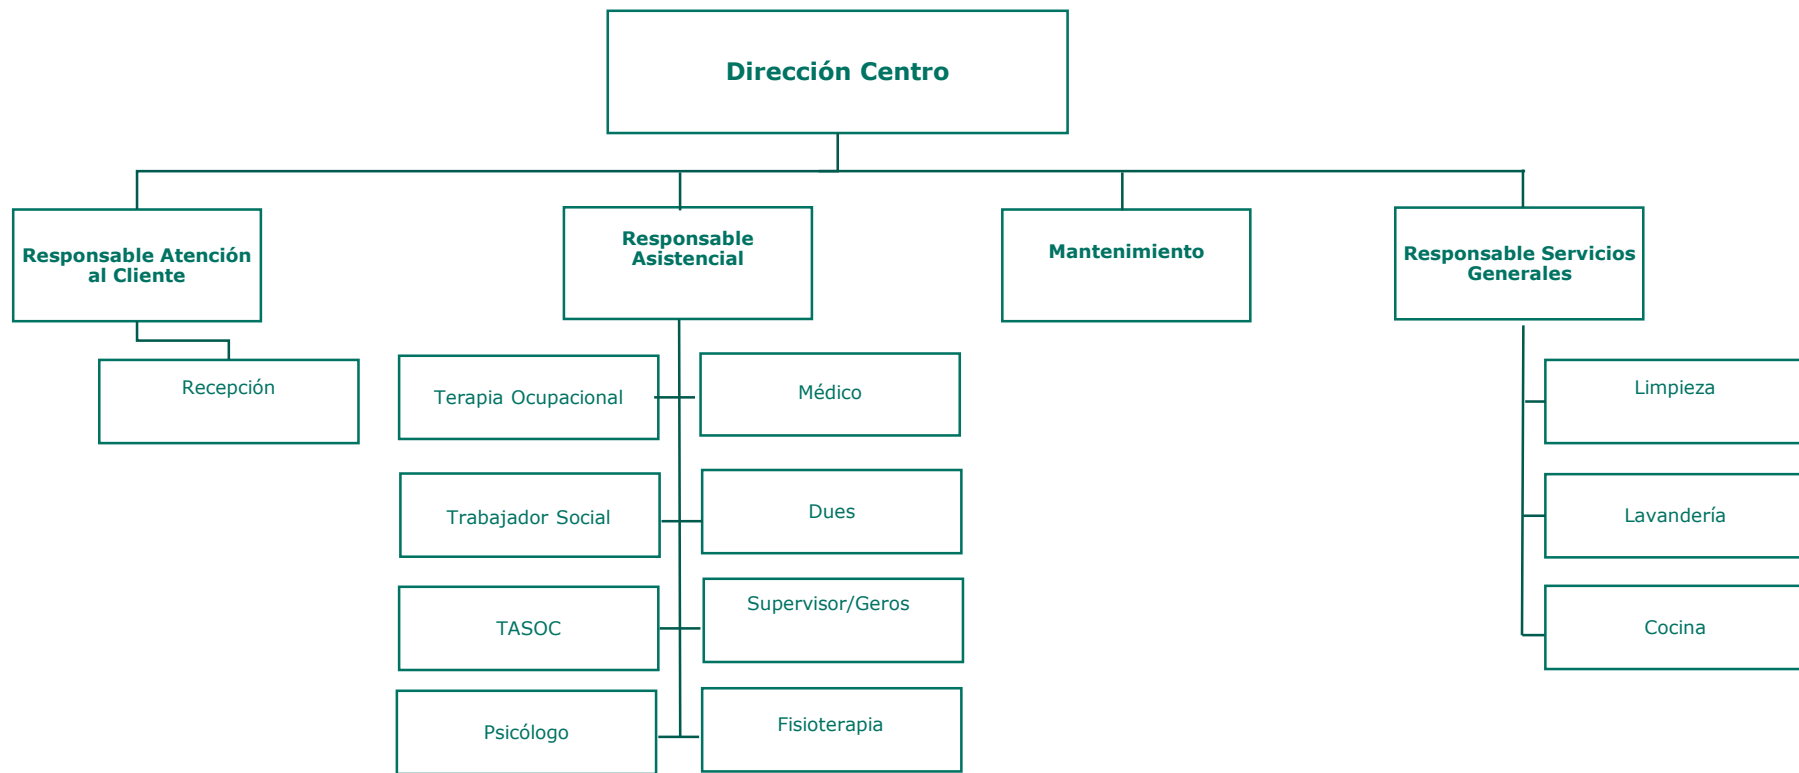 Dirección Centro
Responsable Atención
al Cliente
Responsable
Asistencial
Mantenimiento
Responsable Servicios
Generales
Recepción
Terapia Ocupacional
Médico
Limpieza
Trabajador Social
Dues
Lavandería
TASOC
Supervisor/Geros
Cocina
Psicólogo
Fisioterapia